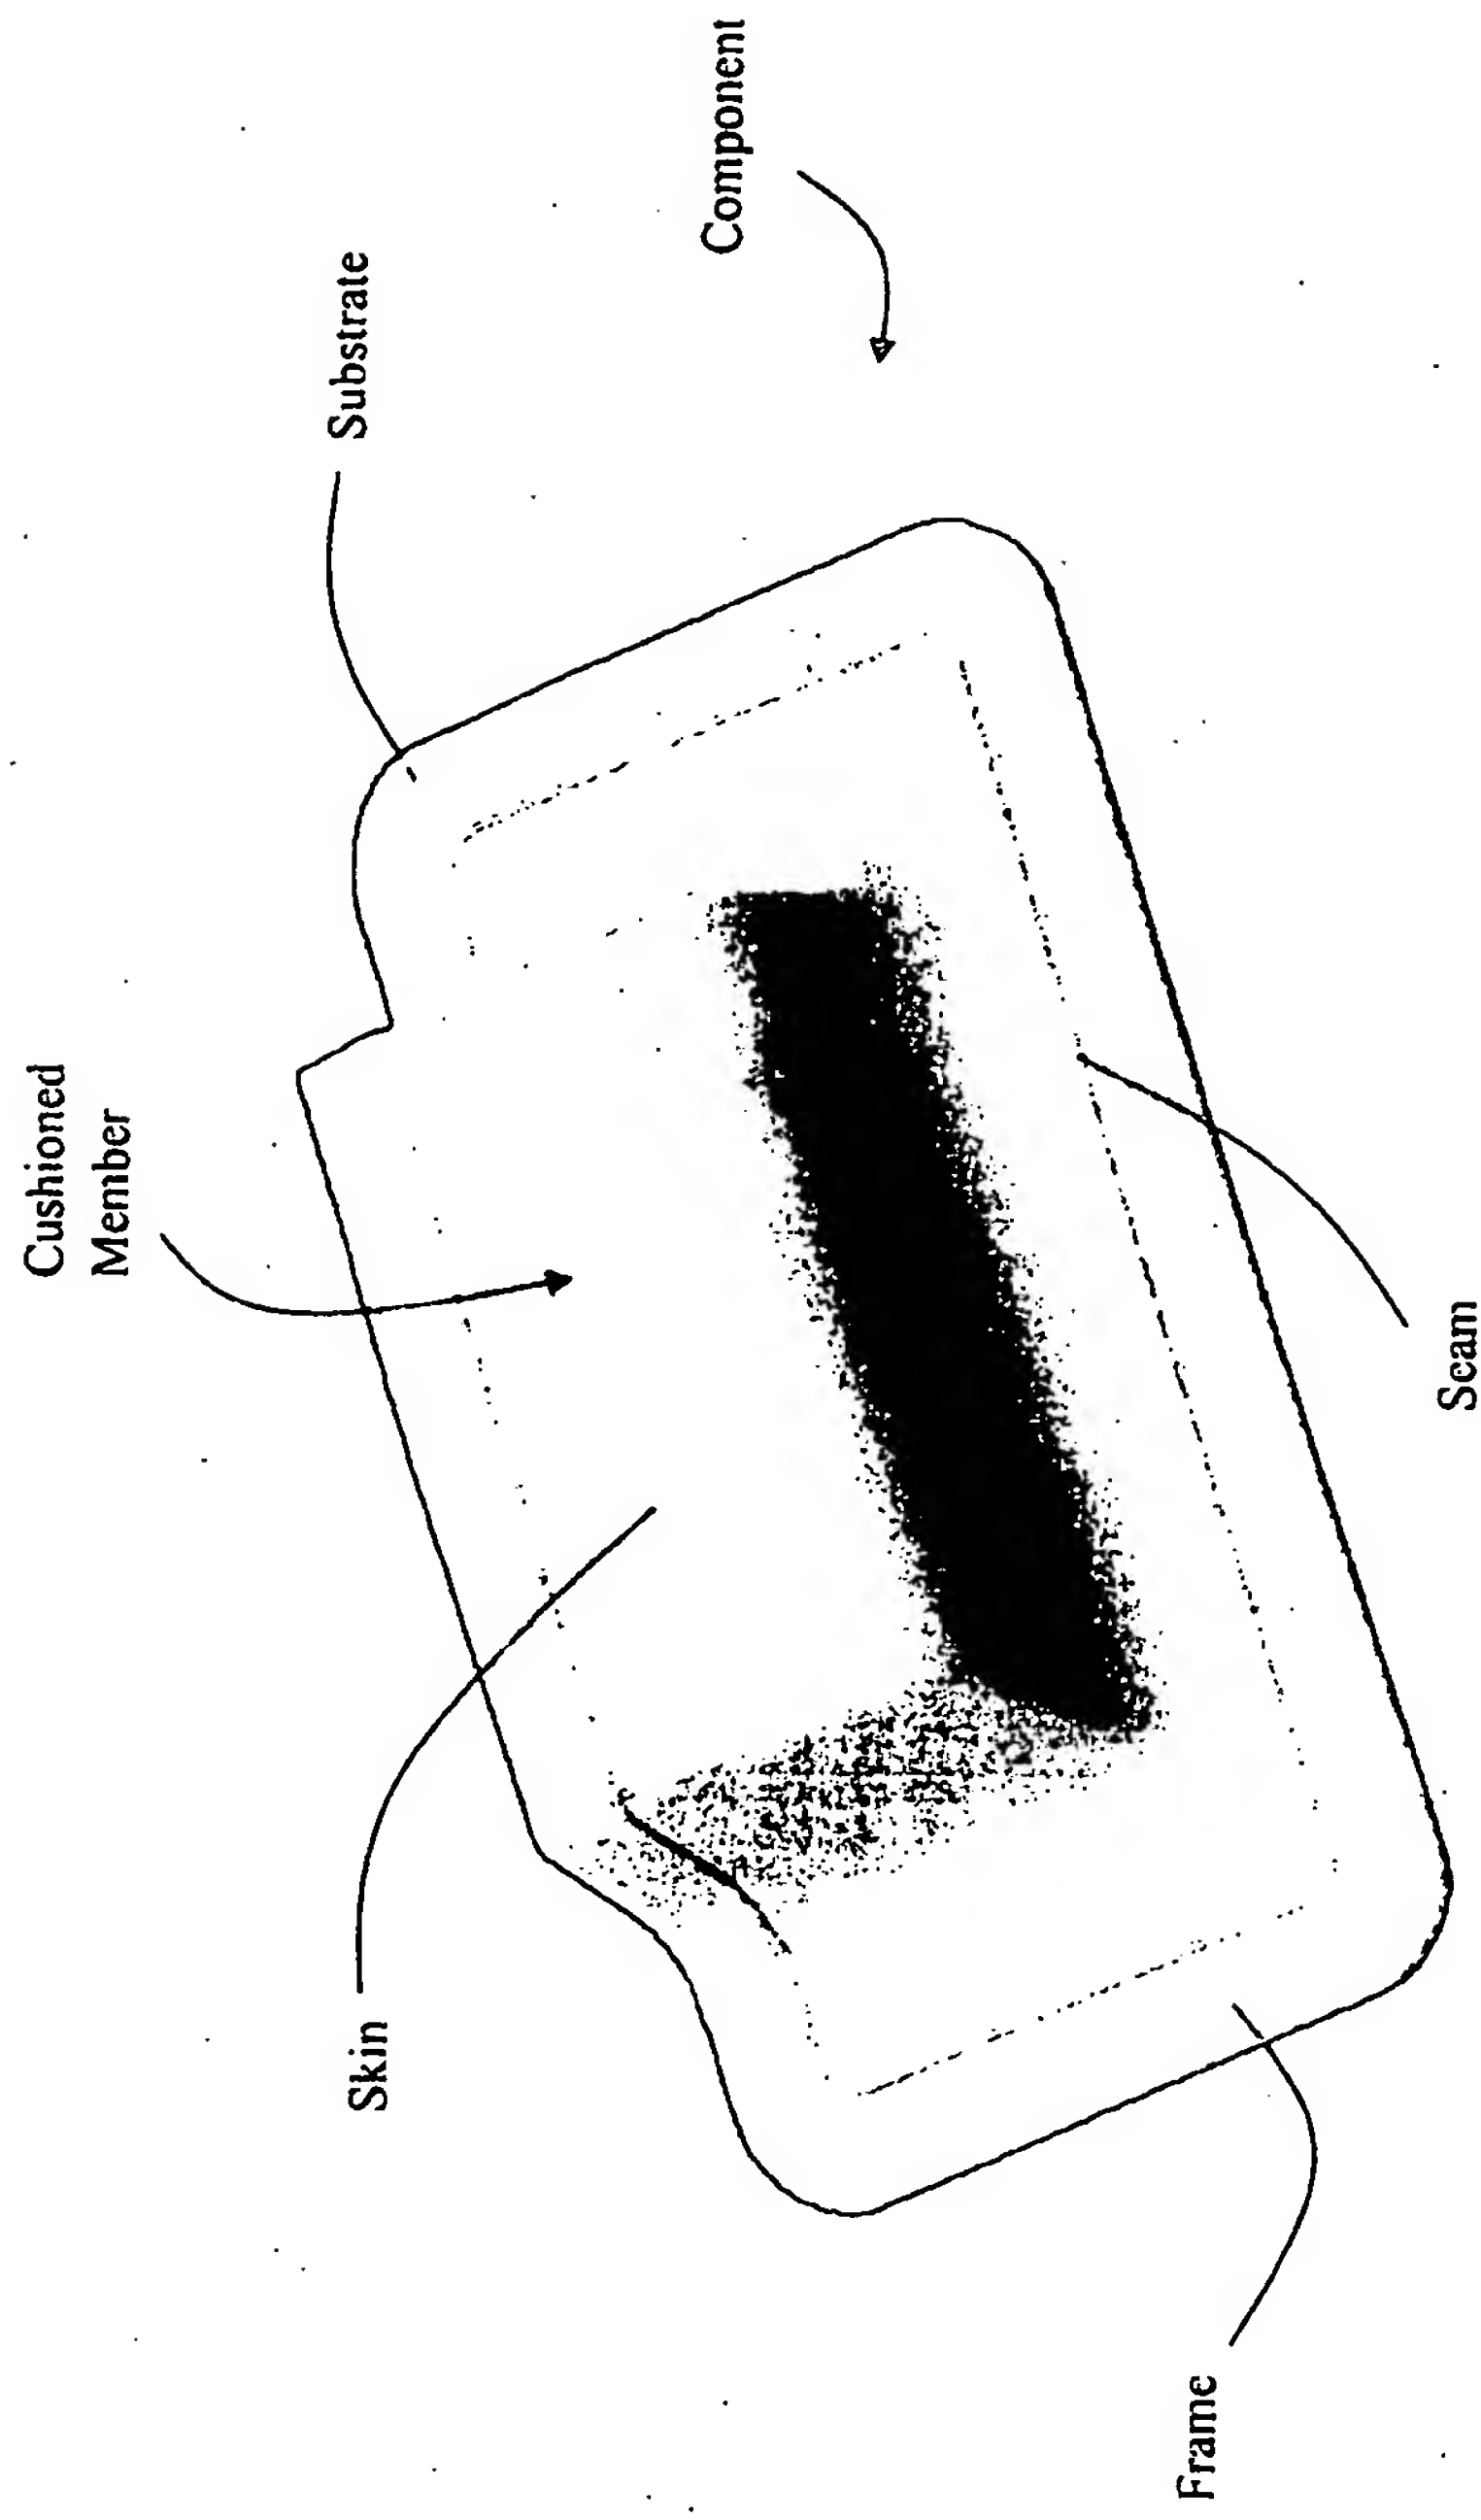 Cushioned
Member
Skin
Substrate
Component
Frame
Seam